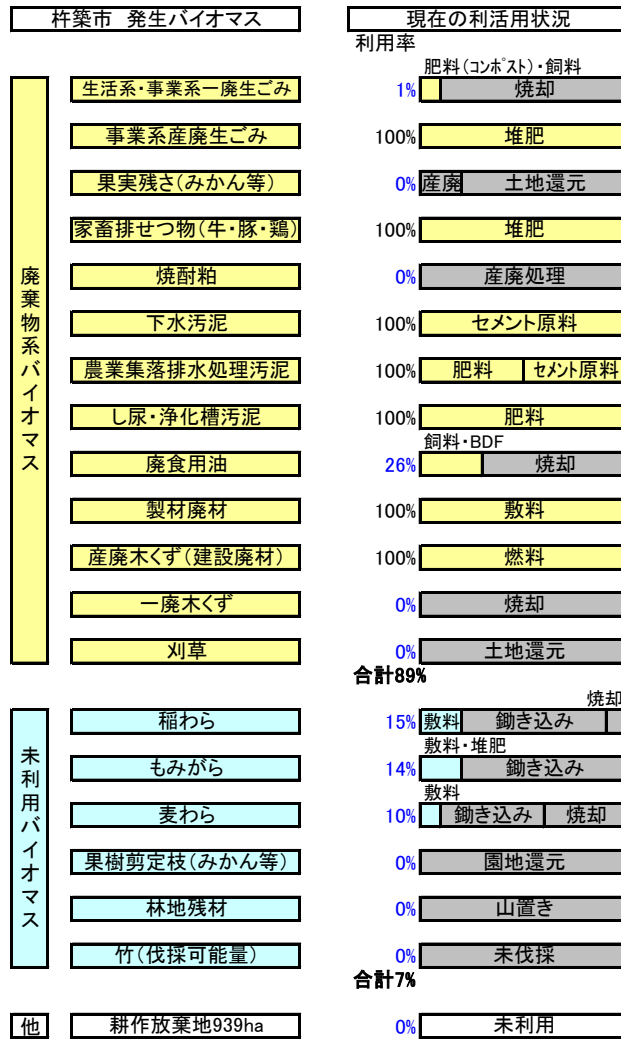 杵築市 発生バイオマス 現在の利活用状況
利用率
廃棄物系バイオマス
肥料(コンポスト)・飼料
生活系・事業系一廃生ごみ 1% 焼却
事業系産廃生ごみ 100% 堆肥
果実残さ(みかん等) 0% 産廃 土地還元
家畜排せつ物(牛・豚・鶏) 100% 堆肥
焼酎粕 0% 産廃処理
下水汚泥 100% セメント原料
農業集落排水処理汚泥 100% 肥料 セメント原料
し尿・浄化槽汚泥 100% 肥料
飼料・BDF
廃食用油 26% 焼却
製材廃材 100% 敷料
産廃木くず(建設廃材) 100% 燃料
一廃木くず 0% 焼却
刈草 0% 土地還元
合計89%
未利用バイオマス
焼却
稲わら 15% 敷料 鋤き込み
敷料・堆肥
もみがら 14% 鋤き込み
敷料
麦わら 10% 鋤き込み 焼却
果樹剪定枝(みかん等) 0% 園地還元
林地残材 0% 山置き
竹(伐採可能量) 0% 未伐採
合計7%
他 耕作放棄地939ha 0% 未利用